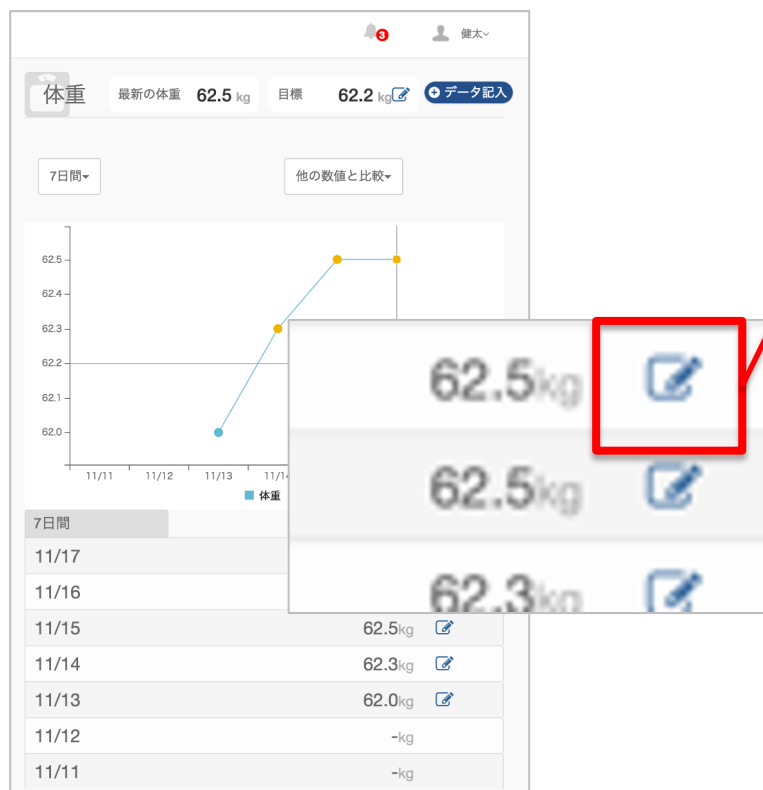 3 健太
体重 最新の体重 62.5 kg 目標 62.2 kg データ記入
7日間 他の数値と比較
62.5
62.4
62.3
62.2
62.1
62.0
11/11 11/12 11/13 11/1
体重
62.5kg
62.5kg
62.3kg
7日間
11/17
11/16
11/15 62.5kg
11/14 62.3kg
11/13 62.0kg
11/12 -kg
11/11 -kg